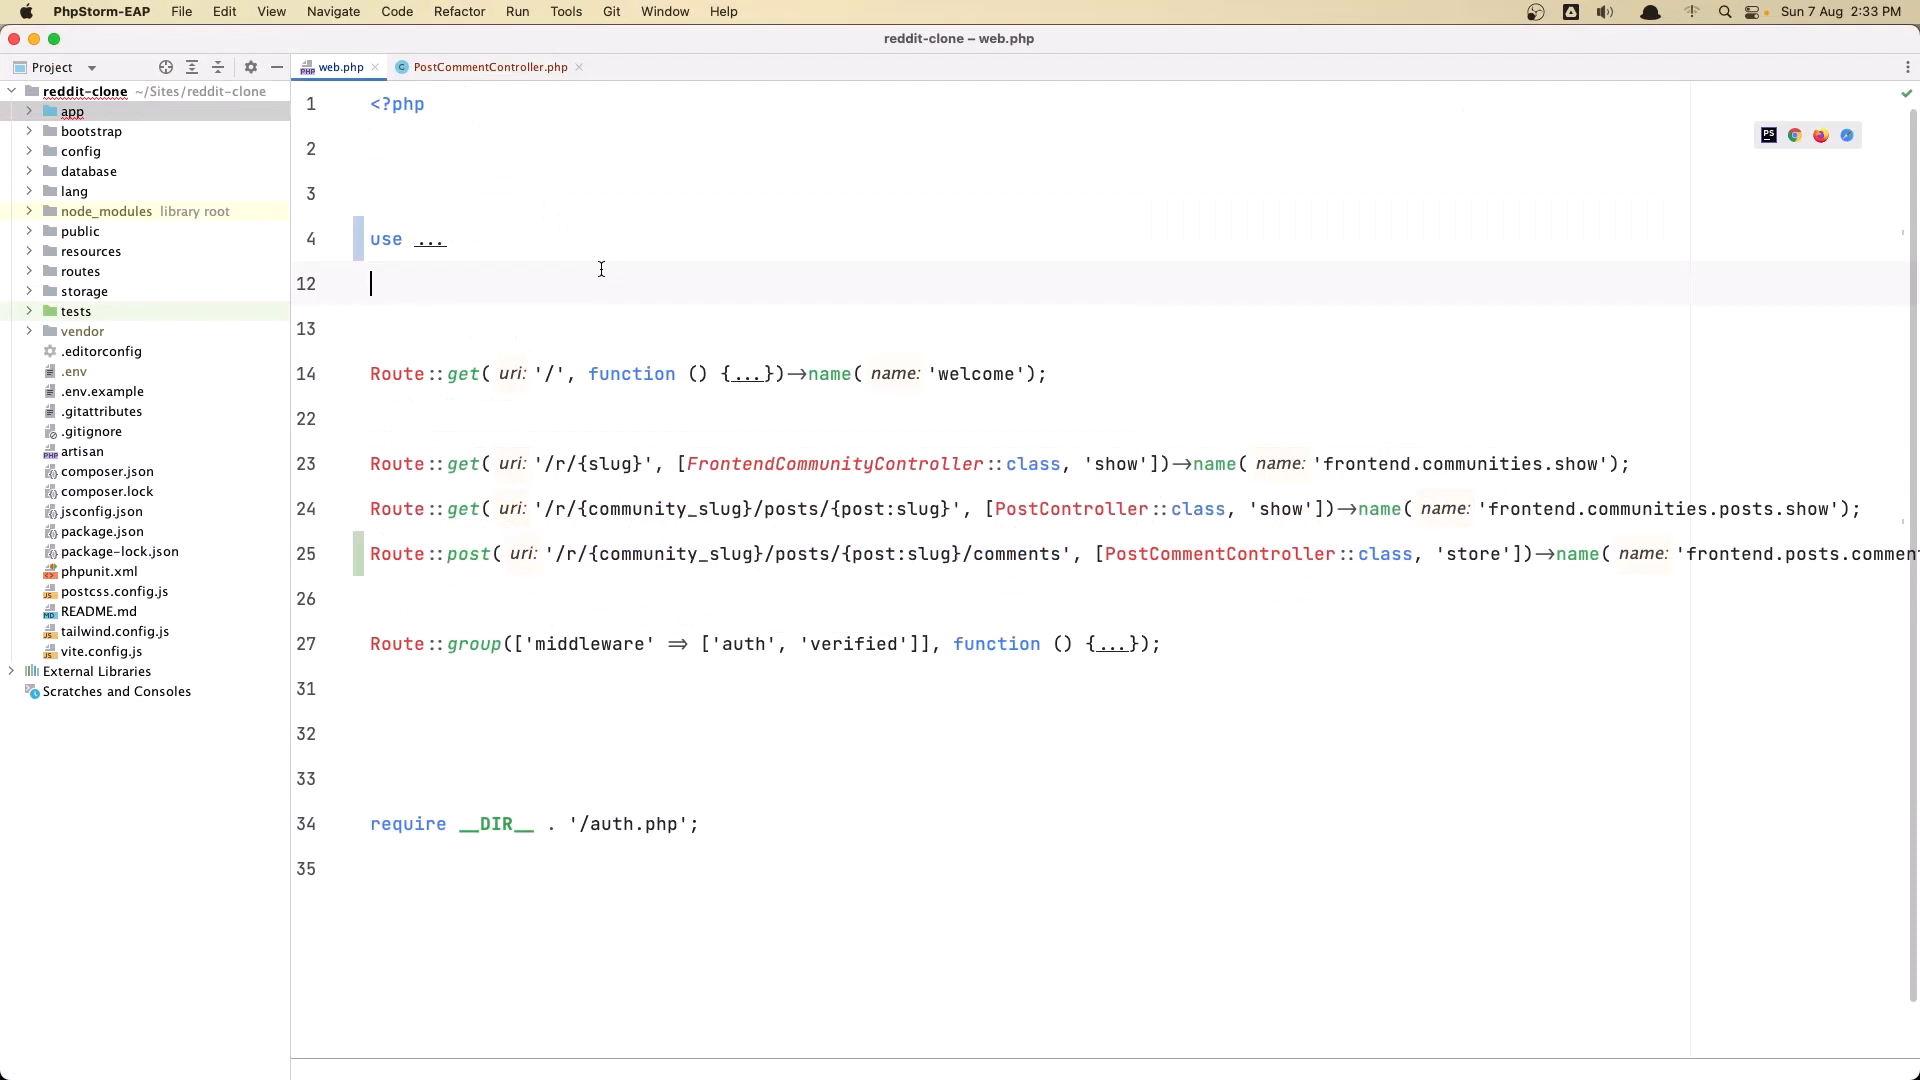 PhpStorm-EAP File Edit View Navigate Code Refactor Run Tools Git Window Help Sun 7 Aug 2:33 PM
reddit-clone – web.php
Project
web.php
PostCommentController.php
reddit-clone ~/Sites/reddit-clone
app
bootstrap
config
database
lang
node_modules library root
public
resources
routes
storage
tests
vendor
.editorconfig
.env
.env.example
.gitattributes
.gitignore
artisan
composer.json
composer.lock
jsconfig.json
package.json
package-lock.json
phpunit.xml
postcss.config.js
README.md
tailwind.config.js
vite.config.js
External Libraries
Scratches and Consoles
1 <?php
2
3
4 use ...
12
13
14 Route::get( uri: '/', function () {...})->name( name: 'welcome');
22
23 Route::get( uri: '/r/{slug}', [FrontendCommunityController::class, 'show'])->name( name: 'frontend.communities.show');
24 Route::get( uri: '/r/{community_slug}/posts/{post:slug}', [PostController::class, 'show'])->name( name: 'frontend.communities.posts.show');
25 Route::post( uri: '/r/{community_slug}/posts/{post:slug}/comments', [PostCommentController::class, 'store'])->name( name: 'frontend.posts.commen
26
27 Route::group(['middleware' => ['auth', 'verified']], function () {...});
31
32
33
34 require __DIR__ . '/auth.php';
35